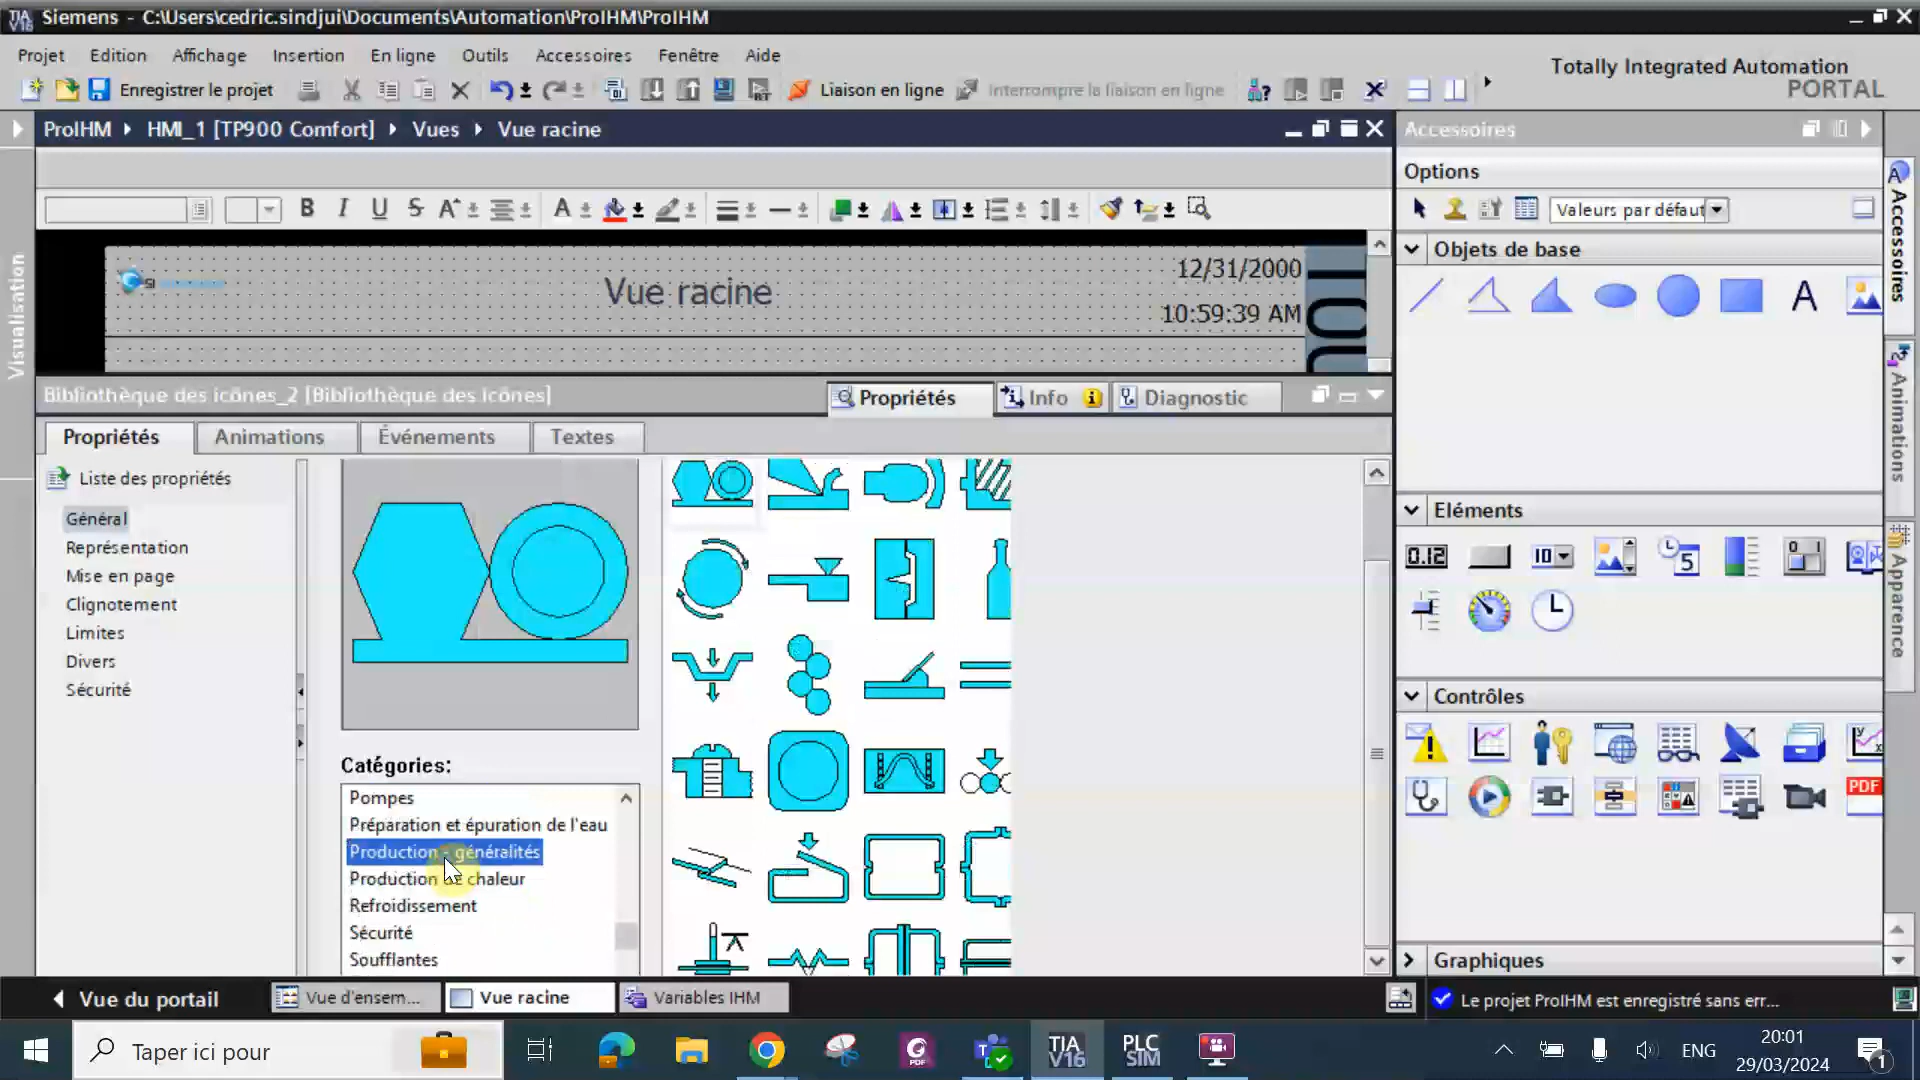 TIA V16 Siemens - C:\Users\cedric.sindjui\Documents\Automation\ProIHM\ProIHM
Projet Edition Affichage Insertion En ligne Outils Accessoires Fenêtre Aide
Totally Integrated Automation
PORTAL
Enregistrer le projet Liaison en ligne Interrompre la liaison en ligne
ProIHM HMI_1 [TP900 Comfort] Vues Vue racine
Accessoires
Options
Valeurs par défaut
Objets de base
SI
Vue racine
12/31/2000
10:59:39 AM
Bibliothèque des icônes_2 [Bibliothèque des Icônes]
Propriétés Info Diagnostic
Propriétés Animations Événements Textes
Liste des propriétés
Général
Représentation
Mise en page
Clignotement
Limites
Divers
Sécurité
Catégories:
Pompes
Préparation et épuration de l'eau
Production - généralités
Production de chaleur
Refroidissement
Sécurité
Soufflantes
Eléments
Contrôles
PDF
Graphiques
Visualisation
Accessoires
Animations
Apparence
Vue du portail Vue d'ensem... Vue racine Variables IHM
Le projet ProIHM est enregistré sans err...
Taper ici pour
TIA V16
PLC SIM
ENG
20:01
29/03/2024
1